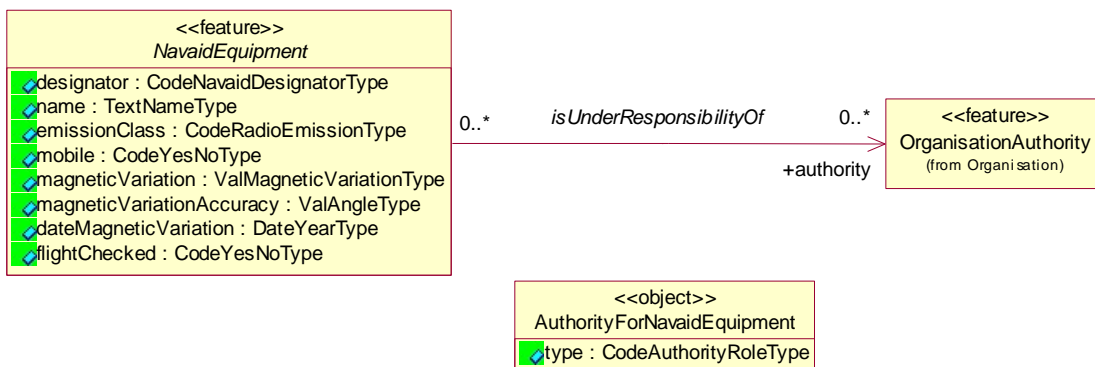 <<feature>>
NavaidEquipment
designator : CodeNavaidDesignatorType
name : TextNameType
emissionClass : CodeRadioEmissionType
mobile : CodeYesNoType
magneticVariation : ValMagneticVariationType
magneticVariationAccuracy : ValAngleType
dateMagneticVariation : DateYearType
flightChecked : CodeYesNoType
0..*
isUnderResponsibilityOf
0..*
+authority
<<feature>>
OrganisationAuthority
(from Organisation)
<<object>>
AuthorityForNavaidEquipment
type : CodeAuthorityRoleType